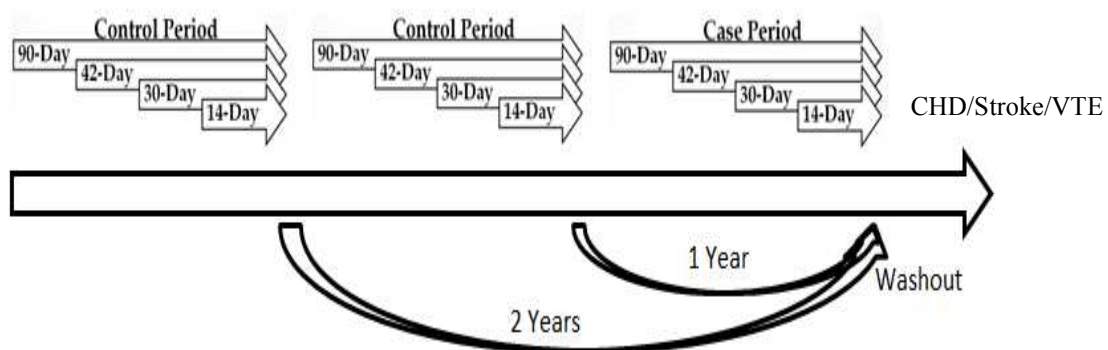 Control Period
90-Day
42-Day
30-Day
14-Day
Control Period
90-Day
42-Day
30-Day
14-Day
Case Period
90-Day
42-Day
30-Day
14-Day
CHD/Stroke/VTE
1 Year
Washout
2 Years